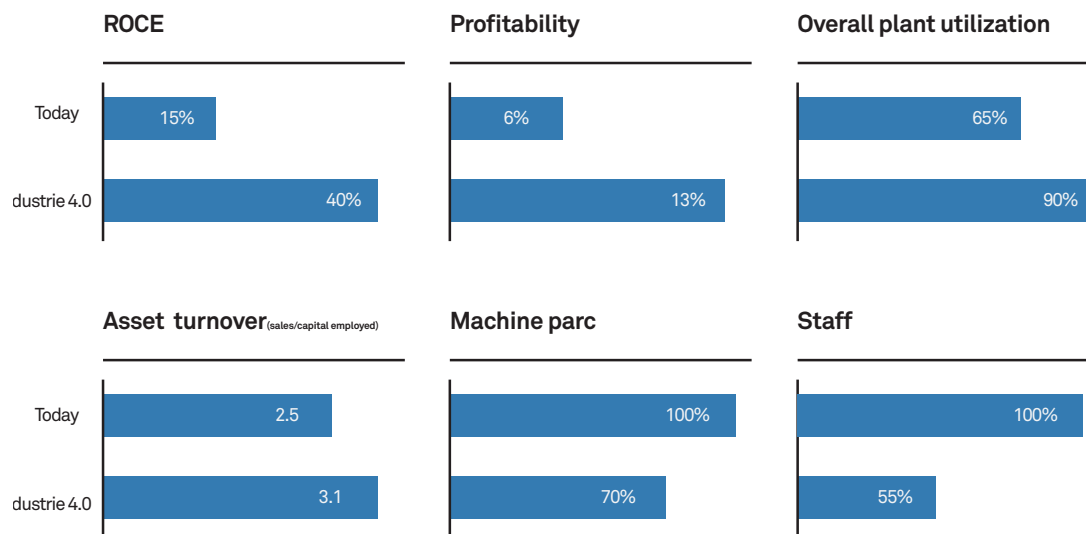 ROCE Profitability Overall plant utilization
Today 15% 6% 65%
dustrie 4.0 40% 13% 90%
Asset turnover (sales/capital employed) Machine parc Staff
Today 2.5 100% 100%
dustrie 4.0 3.1 70% 55%